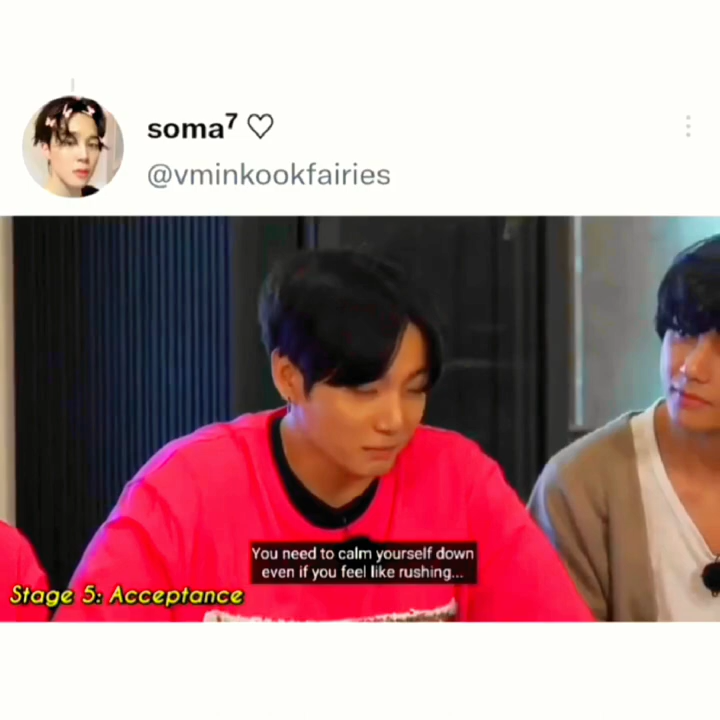 soma⁷ ♡
@vminkookfairies
You need to calm yourself down
even if you feel like rushing...
Stage 5: Acceptance